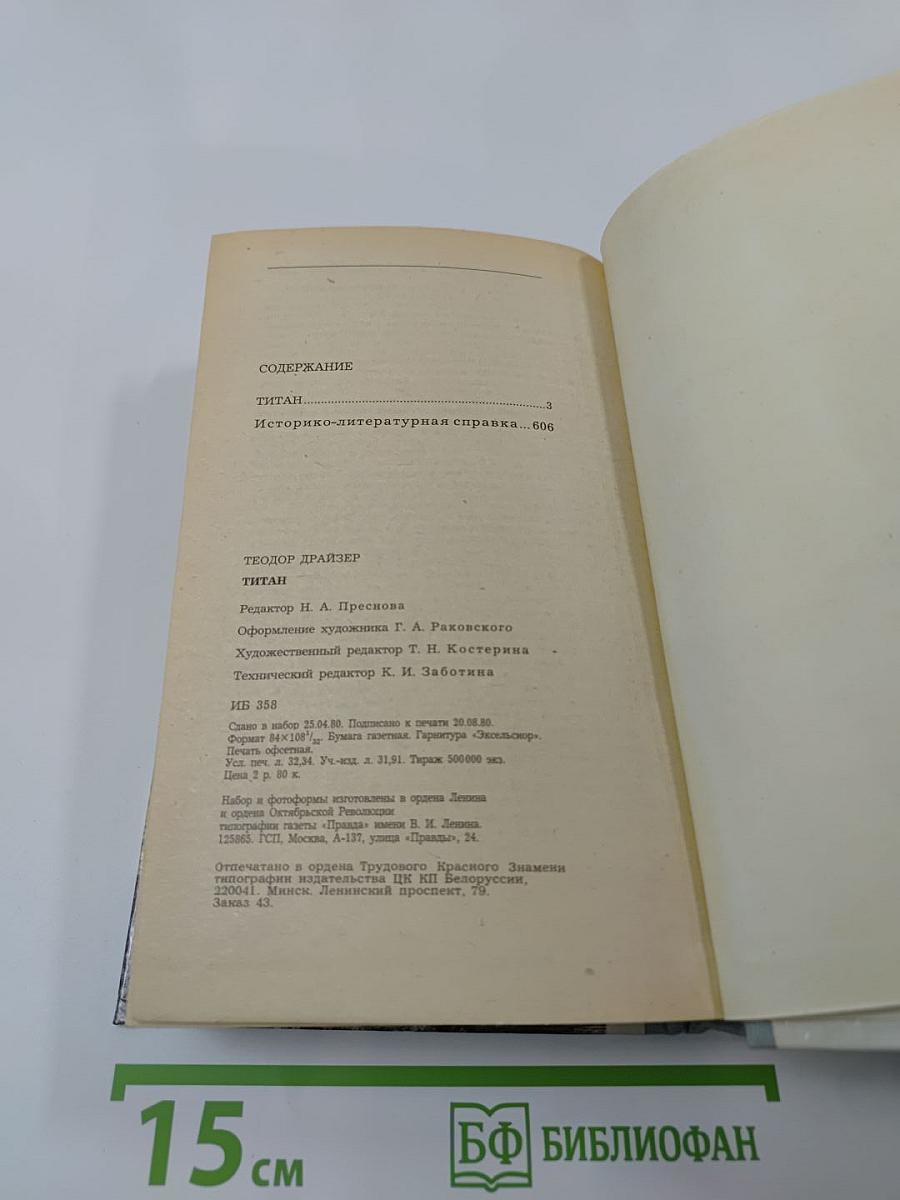 СОДЕРЖАНИЕ
ТИТАН......................................................................3
Историко-литературная справка...606
ТЕОДОР ДРАЙЗЕР
ТИТАН
Редактор Н. А. Преснова
Оформление художника Г. А. Раковского
Художественный редактор Т. Н. Костерина
Технический редактор К. И. Заботина
ИБ 358
Сдано в набор 25.04.80. Подписано к печати 20.08.80.
Формат 84×108¹/₃₂. Бумага газетная. Гарнитура «Эксельсиор».
Печать офсетная.
Усл. печ. л. 32,34. Уч.-изд. л. 31,91. Тираж 500000 экз.
Цена 2 р. 80 к.
Набор и фотоформы изготовлены в ордена Ленина
и ордена Октябрьской Революции
типографии газеты «Правда» имени В. И. Ленина.
125865. ГСП, Москва, А-137, улица «Правды», 24.
Отпечатано в ордена Трудового Красного Знамени
типографии издательства ЦК КП Белоруссии,
220041. Минск. Ленинский проспект, 79.
Заказ 43.
15 см
БФ БИБЛИОФАН